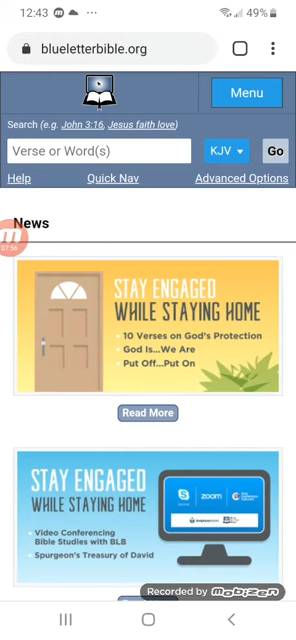 12:43
49%
blueletterbible.org
Menu
Search (e.g. John 3:16, Jesus faith love)
Verse or Word(s)
KJV
Go
Help Quick Nav Advanced Options
News
07:56
STAY ENGAGED
WHILE STAYING HOME
• 10 Verses on God's Protection
• God Is...We Are
• Put Off...Put On
Read More
STAY ENGAGED
WHILE STAYING HOME
• Video Conferencing
Bible Studies with BLB
• Spurgeon's Treasury of David
zoom
Recorded by mobizen